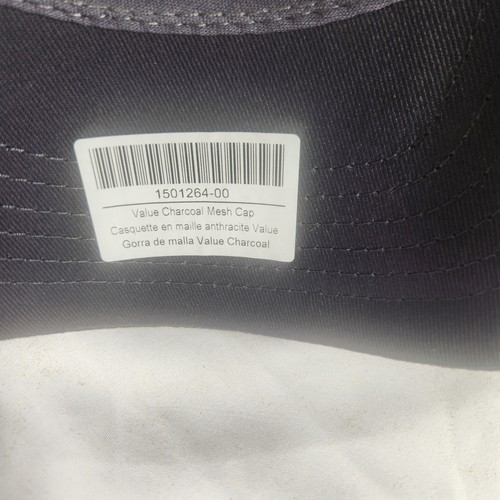 1501264-00
Value Charcoal Mesh Cap
Casquette en maille anthracite Value
Gorra de malla Value Charcoal